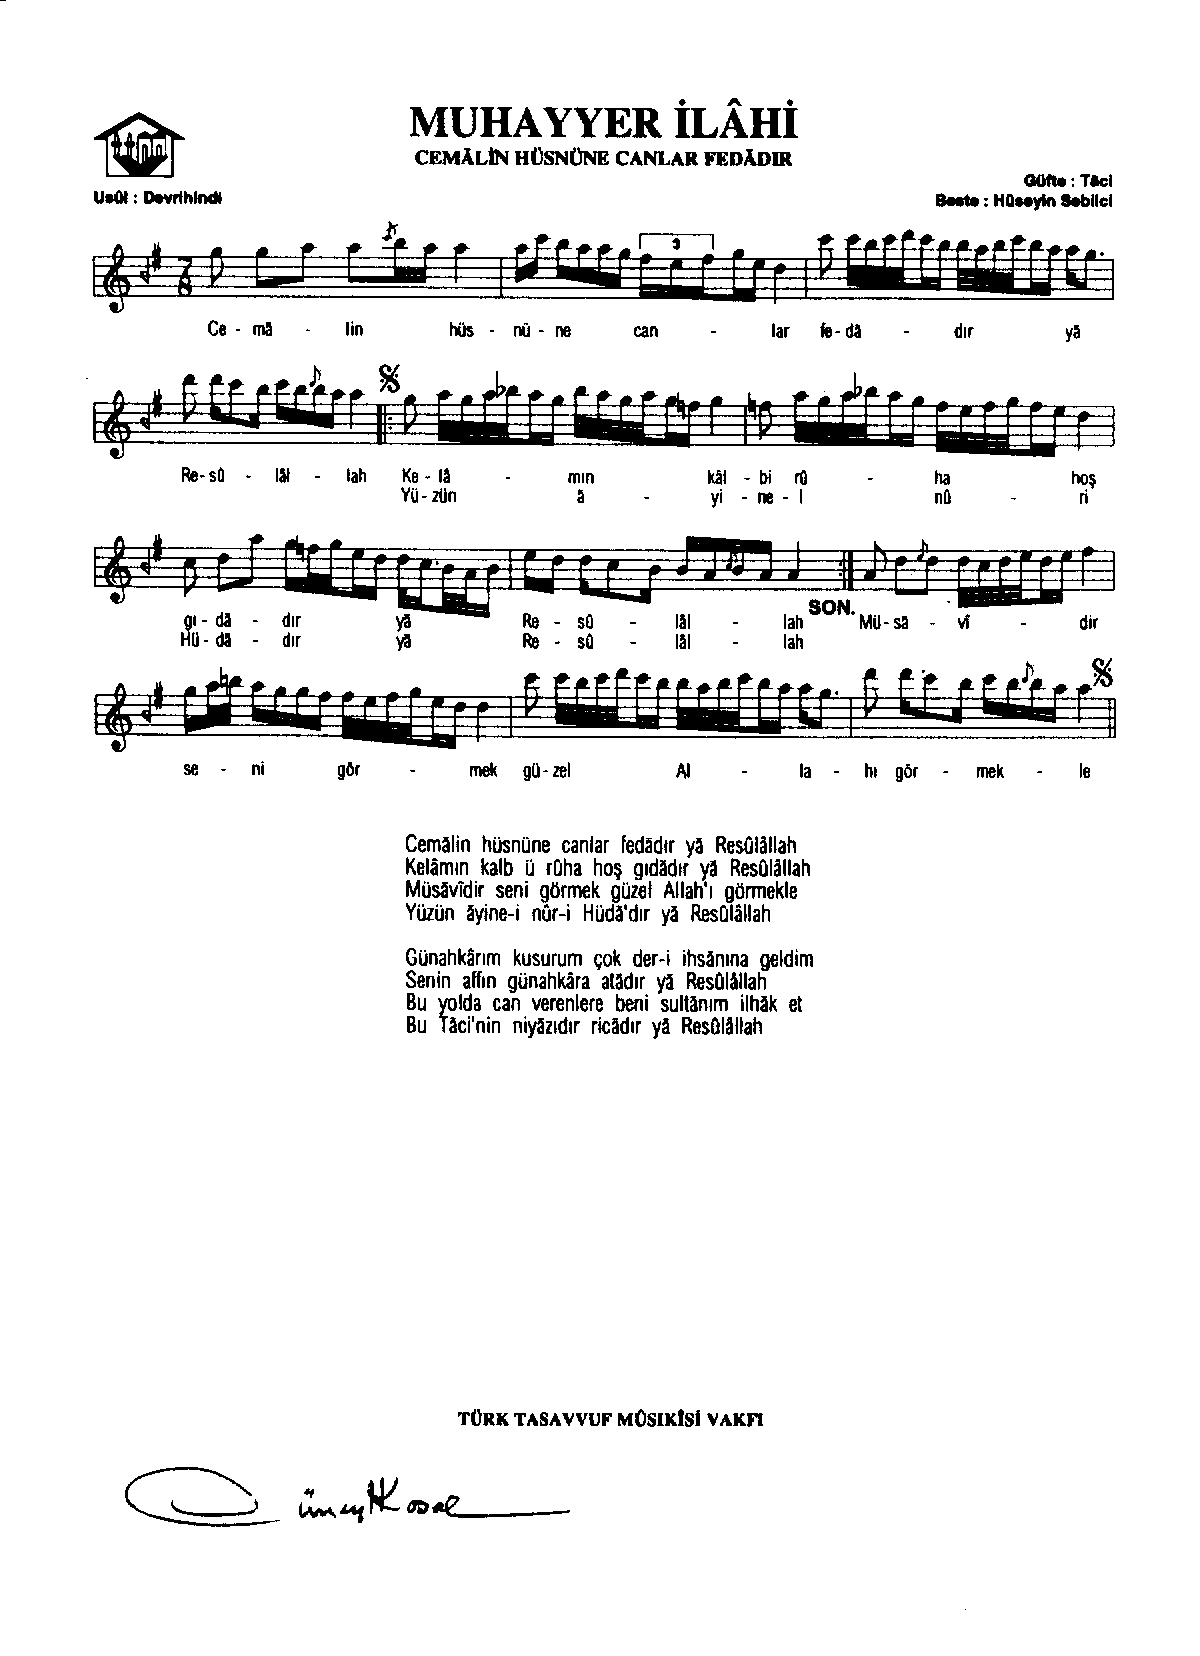 MUHAYYER İLÂHİ
CEMÂLİN HÜSNÜNE CANLAR FEDÂDIR
Usûl : Devrihindi
Güfte : Tâci
Beste : Hüseyin Sebilci
7
8
3
Ce - mâ - lin hüs - nü - ne can - lar fe-dâ - dır yâ
Re-sû - lâl - lah Ke - lâ - mın kâl - bi rû - ha hoş
Yü-zün â - yi - ne - I nû - ri
gı-dâ - dır yâ Re - sû - lâl - lah SON. Mü-sâ - vî - dir
Hü-dâ - dır yâ Re - sû - lâl - lah
se - ni gör - mek gü-zel Al - la - hı gör - mek - le
Cemâlin hüsnüne canlar fedâdır yâ Resûlâllah
Kelâmın kalb ü rûha hoş gıdâdır yâ Resûlâllah
Müsâvîdir seni görmek güzel Allah'ı görmekle
Yüzün âyine-i nûr-i Hüdâ'dır yâ Resûlâllah
Günahkârım kusurum çok der-i ihsânına geldim
Senin affın günahkâra atâdır yâ Resûlâllah
Bu yolda can verenlere beni sultânım ilhâk et
Bu Tâci'nin niyâzıdır ricâdır yâ Resûlâllah
TÜRK TASAVVUF MÛSIKÎSİ VAKFI
Cüneyt Kosal